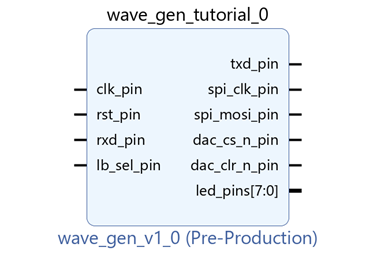 wave_gen_tutorial_0
txd_pin
clk_pin
spi_clk_pin
rst_pin
spi_mosi_pin
rxd_pin
dac_cs_n_pin
lb_sel_pin
dac_clr_n_pin
led_pins[7:0]
wave_gen_v1_0 (Pre-Production)